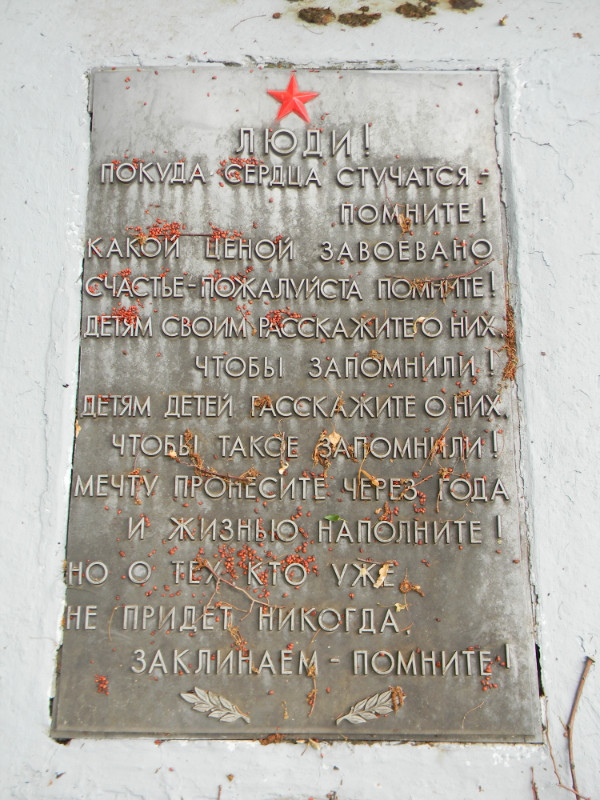 ЛЮДИ!
ПОКУДА СЕРДЦА СТУЧАТСЯ -
ПОМНИТЕ!
КАКОЙ ЦЕНОЙ ЗАВОЕВАНО
СЧАСТЬЕ - ПОЖАЛУЙСТА ПОМНИТЕ!
ДЕТЯМ СВОИМ РАССКАЖИТЕ О НИХ,
ЧТОБЫ ЗАПОМНИЛИ!
ДЕТЯМ ДЕТЕЙ РАССКАЖИТЕ О НИХ,
ЧТОБЫ ТАКОЕ ЗАПОМНИЛИ!
МЕЧТУ ПРОНЕСИТЕ ЧЕРЕЗ ГОДА
И ЖИЗНЬЮ НАПОЛНИТЕ!
НО О ТЕХ КТО УЖЕ
НЕ ПРИДЕТ НИКОГДА,
ЗАКЛИНАЕМ - ПОМНИТЕ!